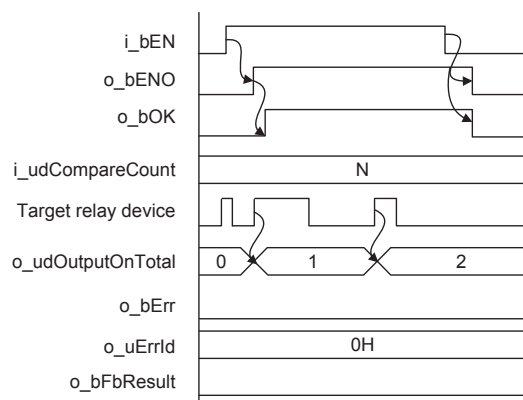 i_bEN
o_bENO
o_bOK
i_udCompareCount
N
Target relay device
o_udOutputOnTotal
0 1 2
o_bErr
o_uErrId
0H
o_bFbResult